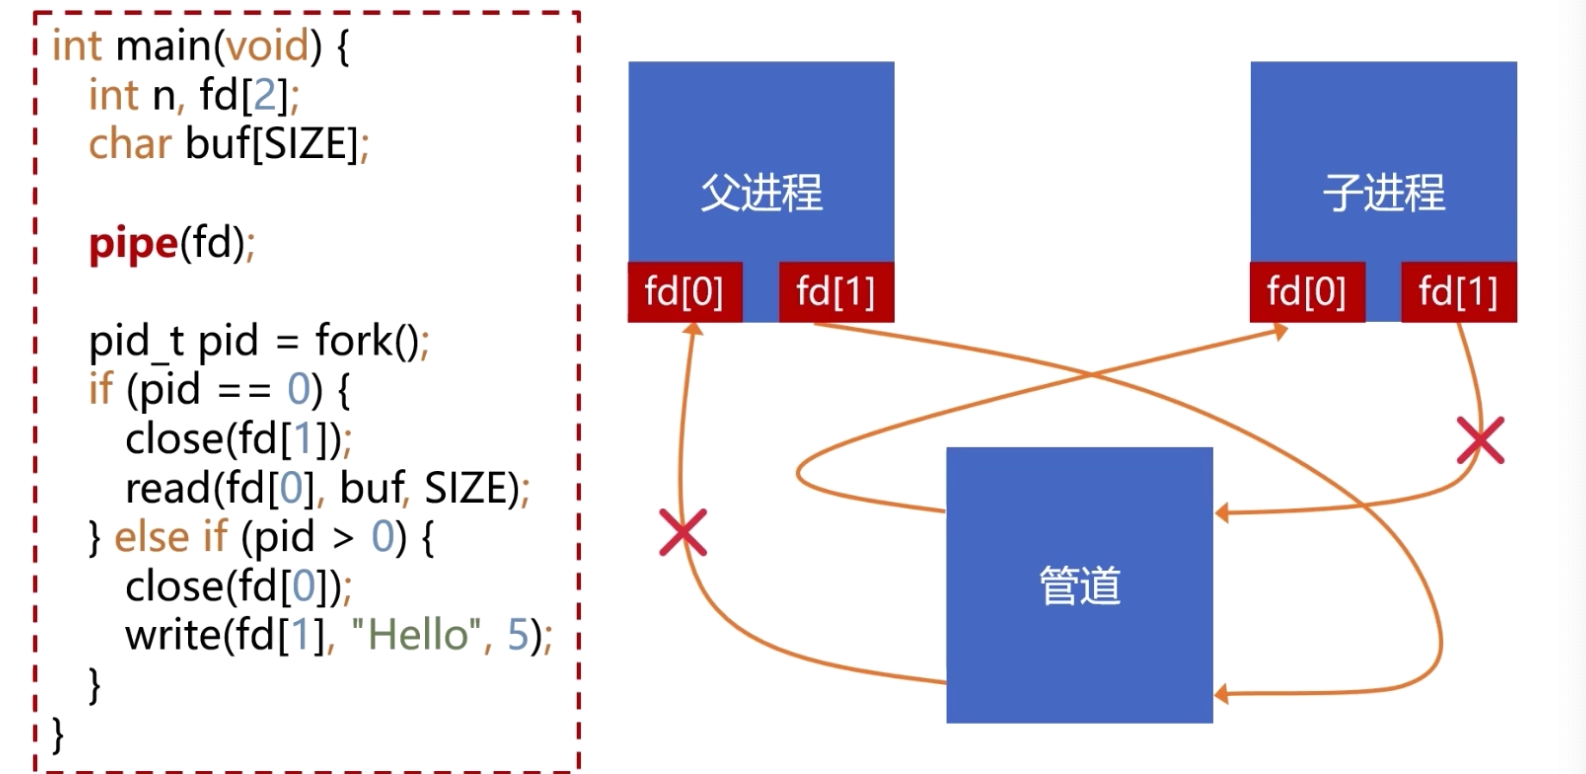 int main(void) {
int n, fd[2];
char buf[SIZE];
pipe(fd);
pid_t pid = fork();
if (pid == 0) {
close(fd[1]);
read(fd[0], buf, SIZE);
} else if (pid > 0) {
close(fd[0]);
write(fd[1], "Hello", 5);
}
}
父进程
fd[0]
fd[1]
子进程
fd[0]
fd[1]
管道